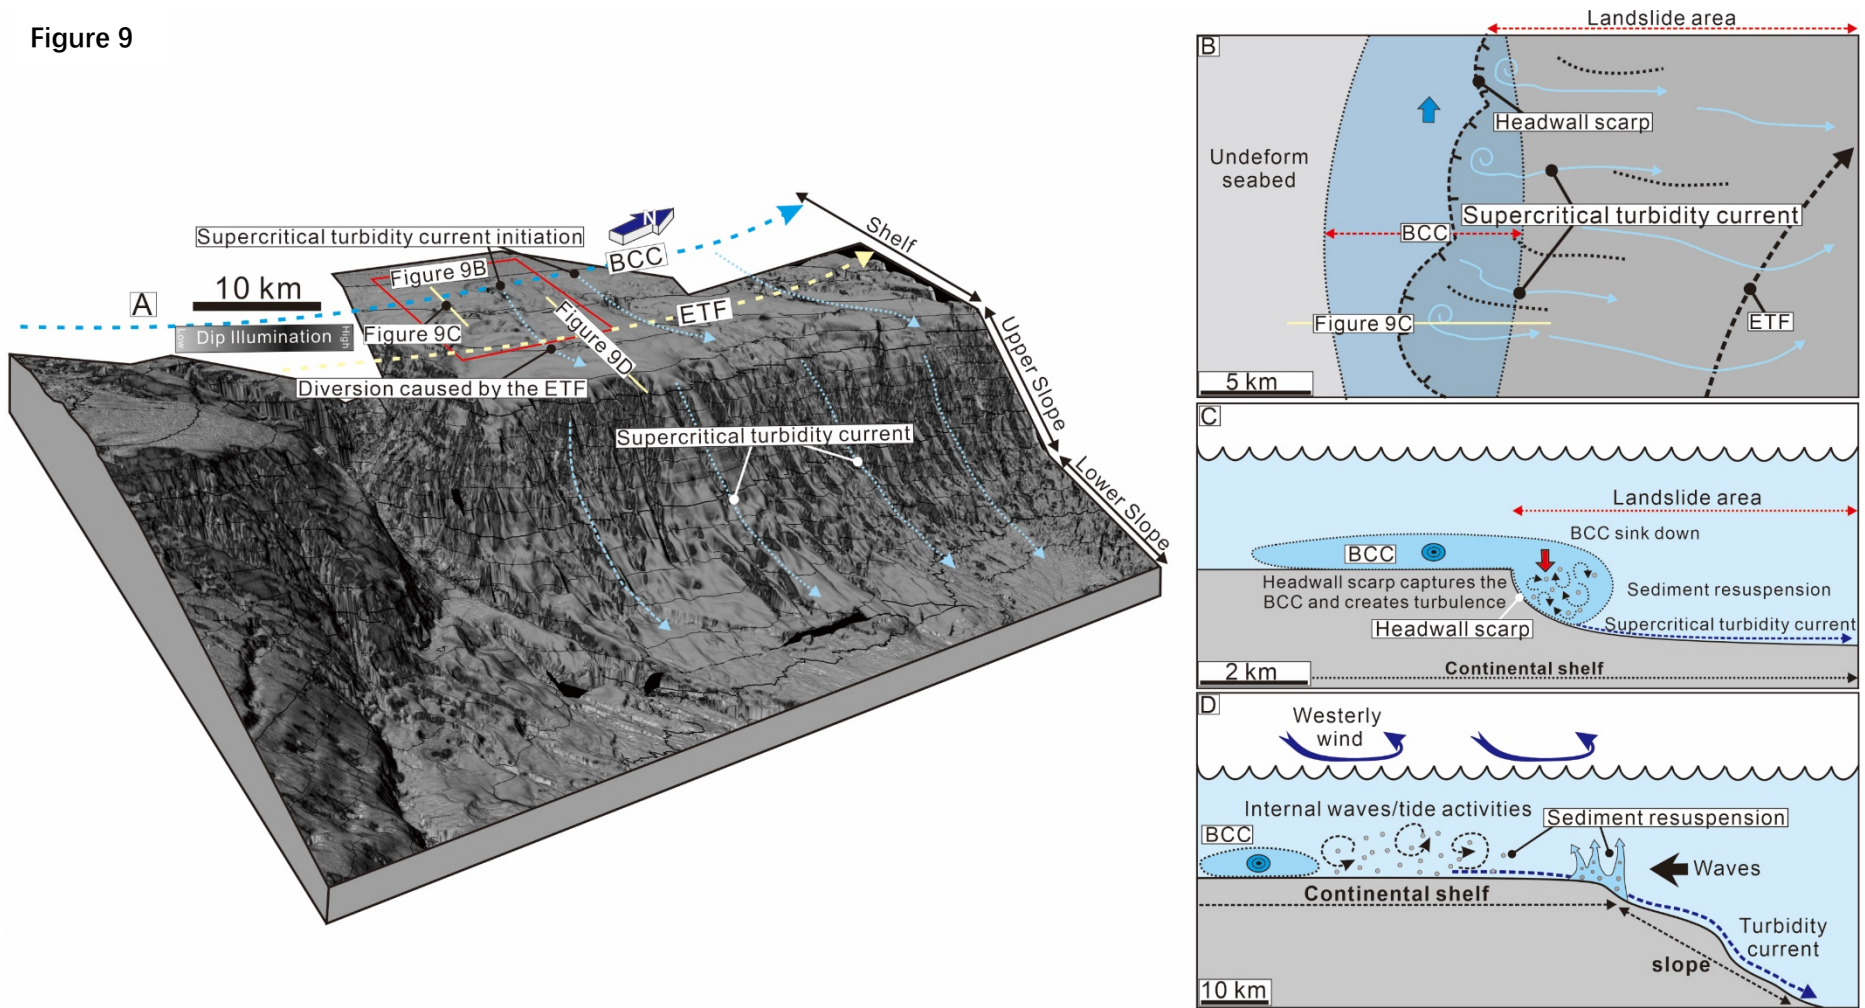 Figure 9
Supercritical turbidity current initiation
N
BCC
Shelf
A
10 km
Figure 9B
Low
Dip Illumination
High
Figure 9C
Figure 9D
ETF
Diversion caused by the ETF
Upper Slope
Supercritical turbidity current
Lower Slope
B
Landslide area
Headwall scarp
Undeform
seabed
Supercritical turbidity current
BCC
Figure 9C
ETF
5 km
C
Landslide area
BCC sink down
BCC
Headwall scarp captures the
BCC and creates turbulence
Sediment resuspension
Headwall scarp
Supercritical turbidity current
2 km
Continental shelf
D
Westerly
wind
Internal waves/tide activities
Sediment resuspension
BCC
Waves
Continental shelf
Turbidity
current
slope
10 km